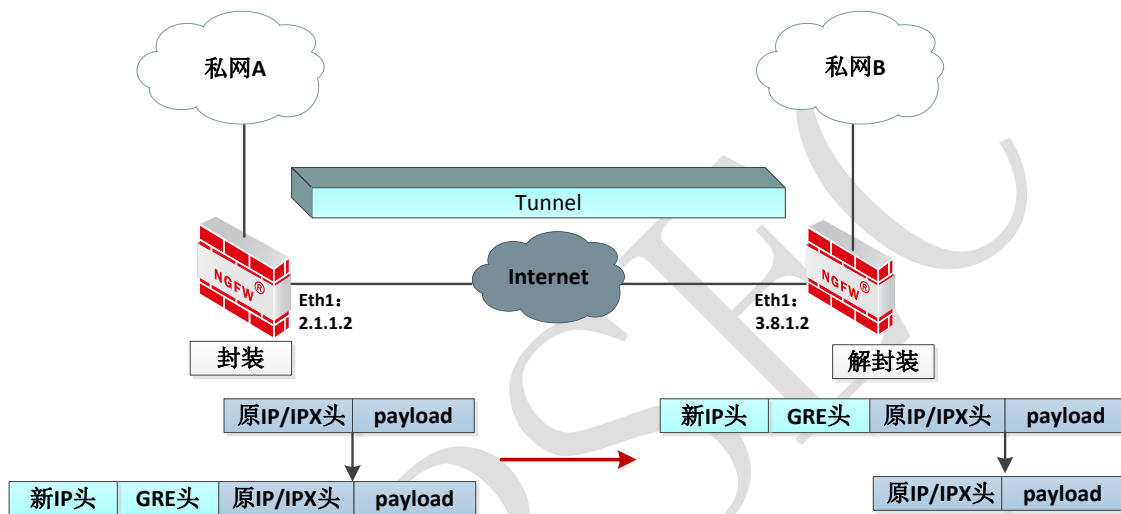 私网A
私网B
Tunnel
NGFW®
Internet
NGFW®
Eth1：
2.1.1.2
Eth1：
3.8.1.2
封装
解封装
原IP/IPX头 payload
新IP头 GRE头 原IP/IPX头 payload
新IP头 GRE头 原IP/IPX头 payload
原IP/IPX头 payload